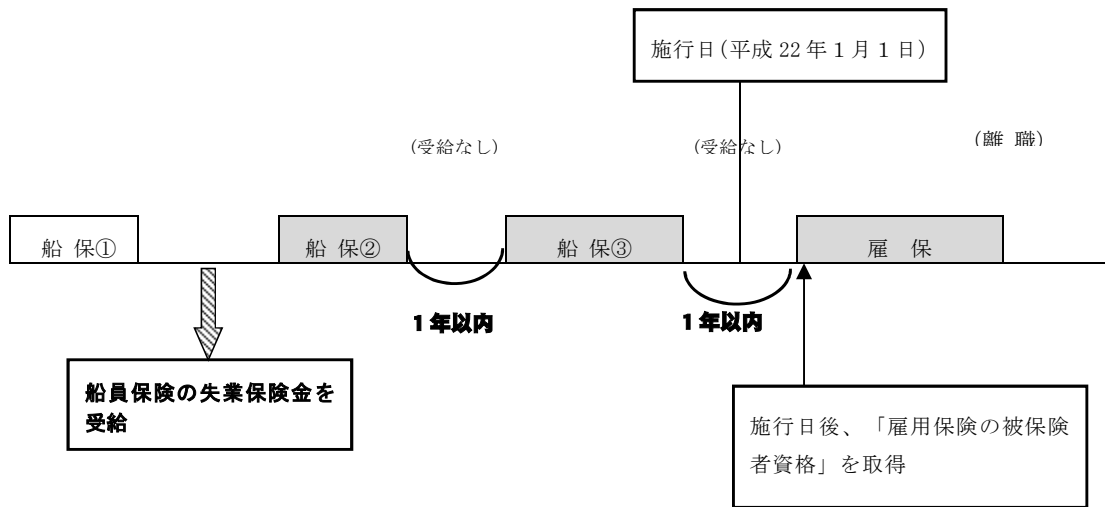 施行日(平成 22 年 1 月 1 日)
(受給なし)
(受給なし)
(離 職)
船 保①
船 保②
船 保③
雇 保
1 年以内
1 年以内
船員保険の失業保険金を
受給
施行日後、「雇用保険の被保険
者資格」を取得